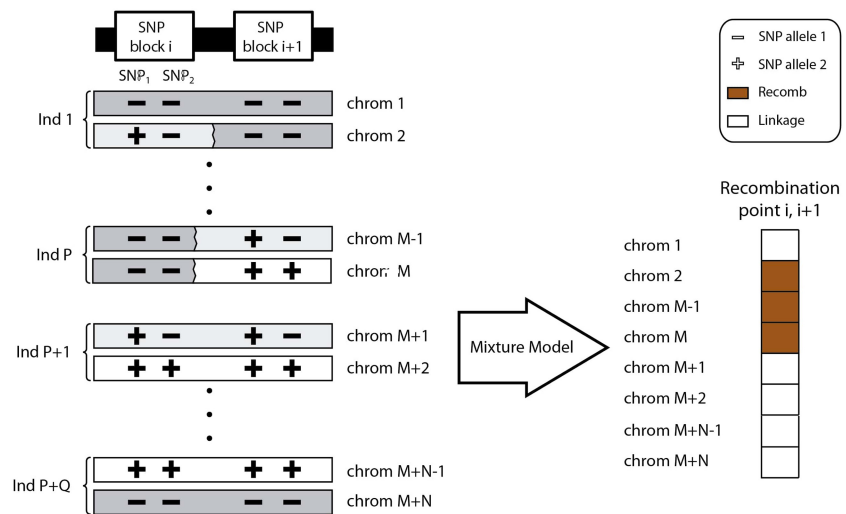 SNP
block i
SNP
block i+1
SNP1 SNP2
Ind 1
chrom 1
chrom 2
Ind P
chrom M-1
chrom M
Ind P+1
chrom M+1
chrom M+2
Ind P+Q
chrom M+N-1
chrom M+N
Mixture Model
SNP allele 1
SNP allele 2
Recomb
Linkage
Recombination
point i, i+1
chrom 1
chrom 2
chrom M-1
chrom M
chrom M+1
chrom M+2
chrom M+N-1
chrom M+N